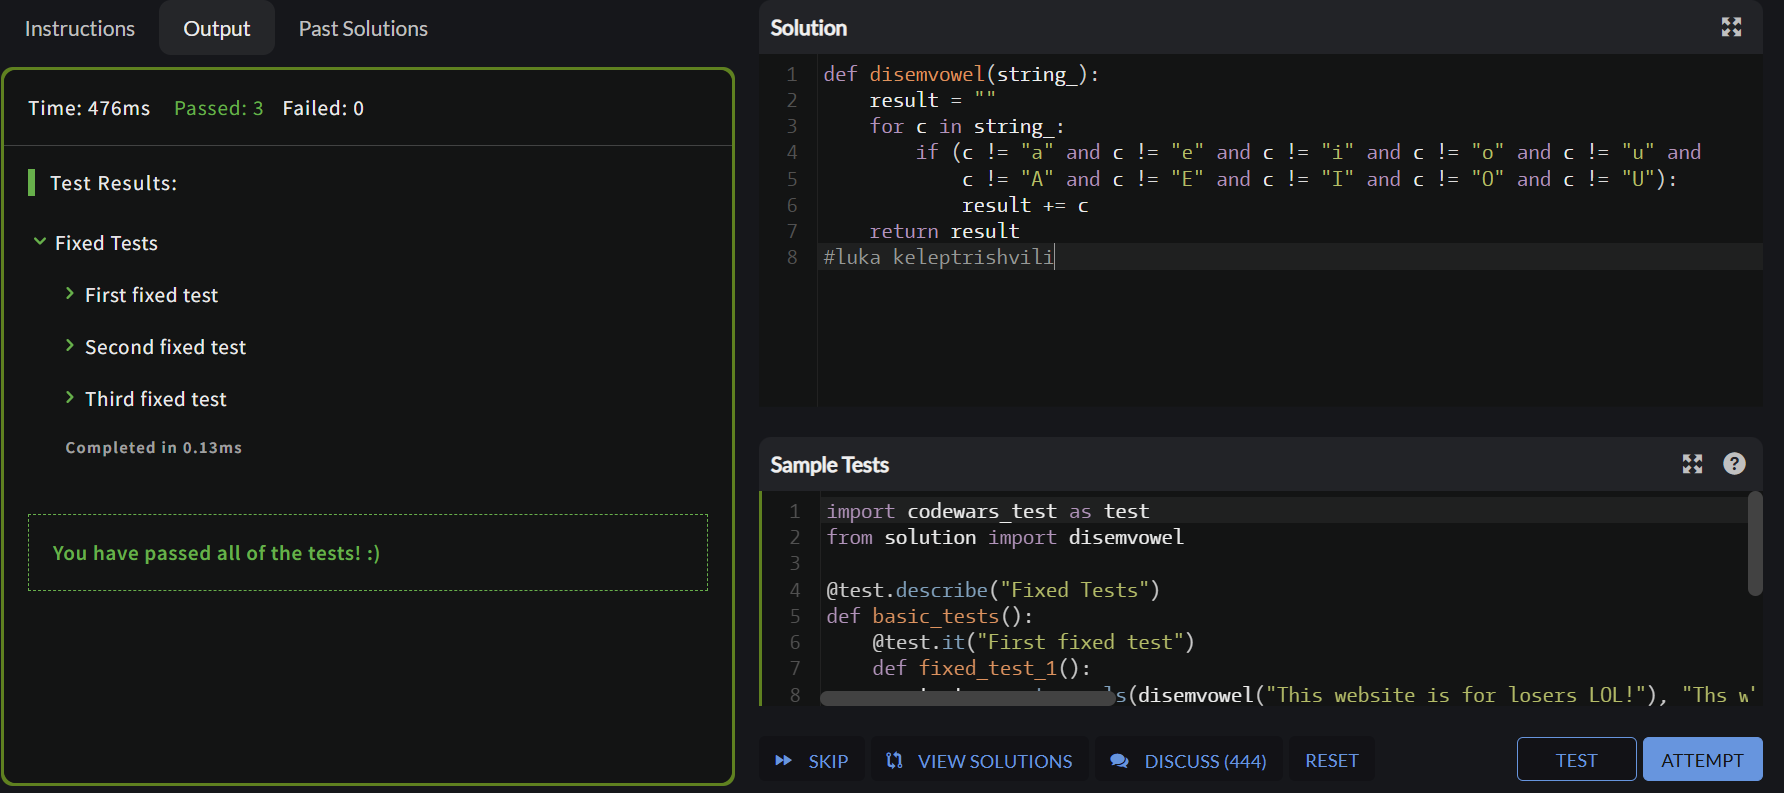 Instructions
Output
Past Solutions
Time: 476ms Passed: 3 Failed: 0
Test Results:
Fixed Tests
First fixed test
Second fixed test
Third fixed test
Completed in 0.13ms
You have passed all of the tests! :)
Solution
1 def disemvowel(string_):
2     result = ""
3     for c in string_:
4         if (c != "a" and c != "e" and c != "i" and c != "o" and c != "u" and
5             c != "A" and c != "E" and c != "I" and c != "O" and c != "U"):
6             result += c
7     return result
8 #luka keleptrishvili
Sample Tests
?
1 import codewars_test as test
2 from solution import disemvowel
3
4 @test.describe("Fixed Tests")
5 def basic_tests():
6     @test.it("First fixed test")
7     def fixed_test_1():
8 s(disemvowel("This website is for losers LOL!"), "Ths w
SKIP
VIEW SOLUTIONS
DISCUSS (444)
RESET
TEST
ATTEMPT